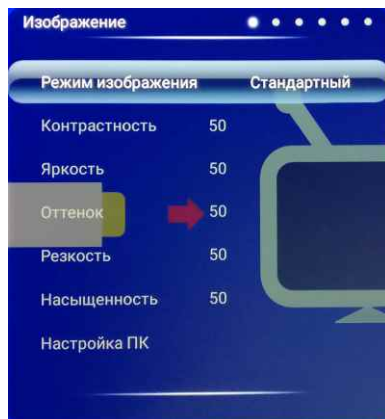 Изображение
Режим изображения Стандартный
Контрастность 50
Яркость 50
Оттенок 50
Резкость 50
Насыщенность 50
Настройка ПК